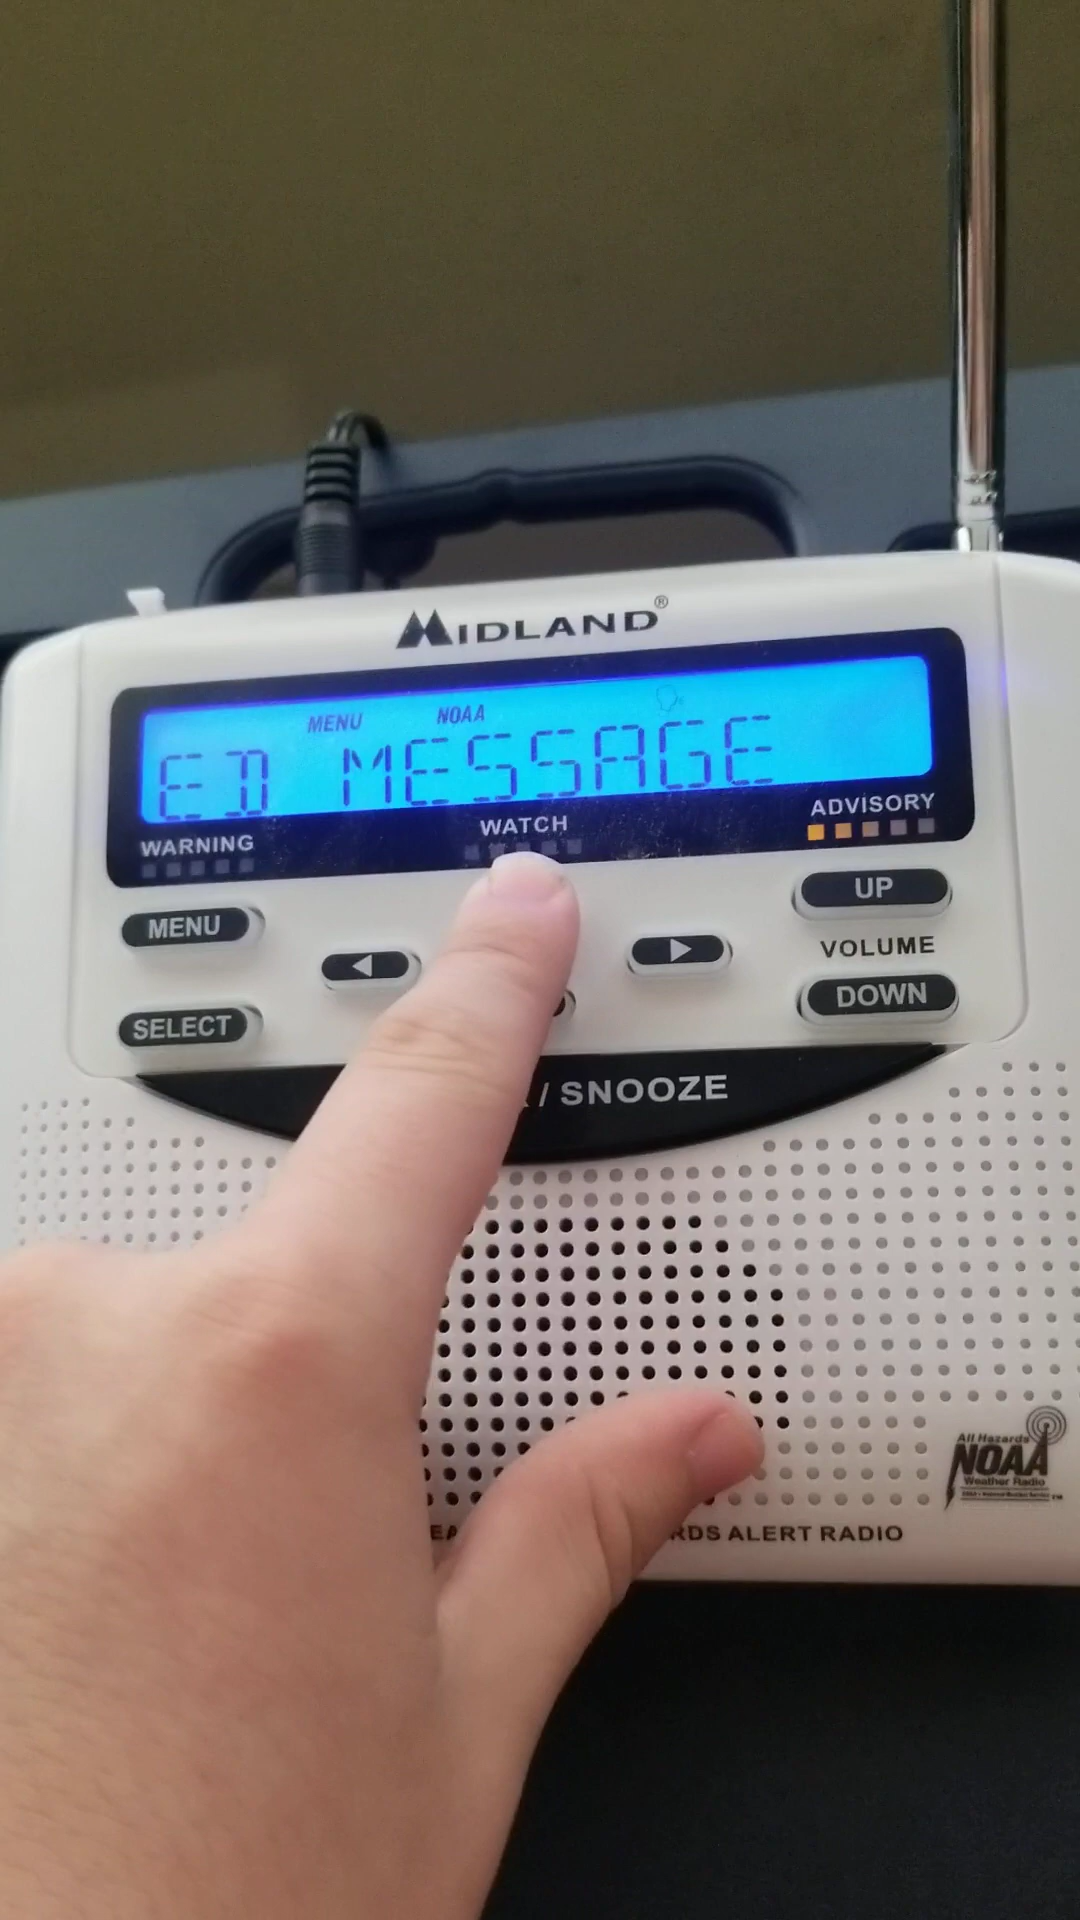 MIDLAND®
MENU NOAA
ED MESSAGE
WARNING WATCH ADVISORY
MENU
UP
VOLUME
SELECT
DOWN
/ SNOOZE
All Hazards
NOAA
Weather Radio
RDS ALERT RADIO